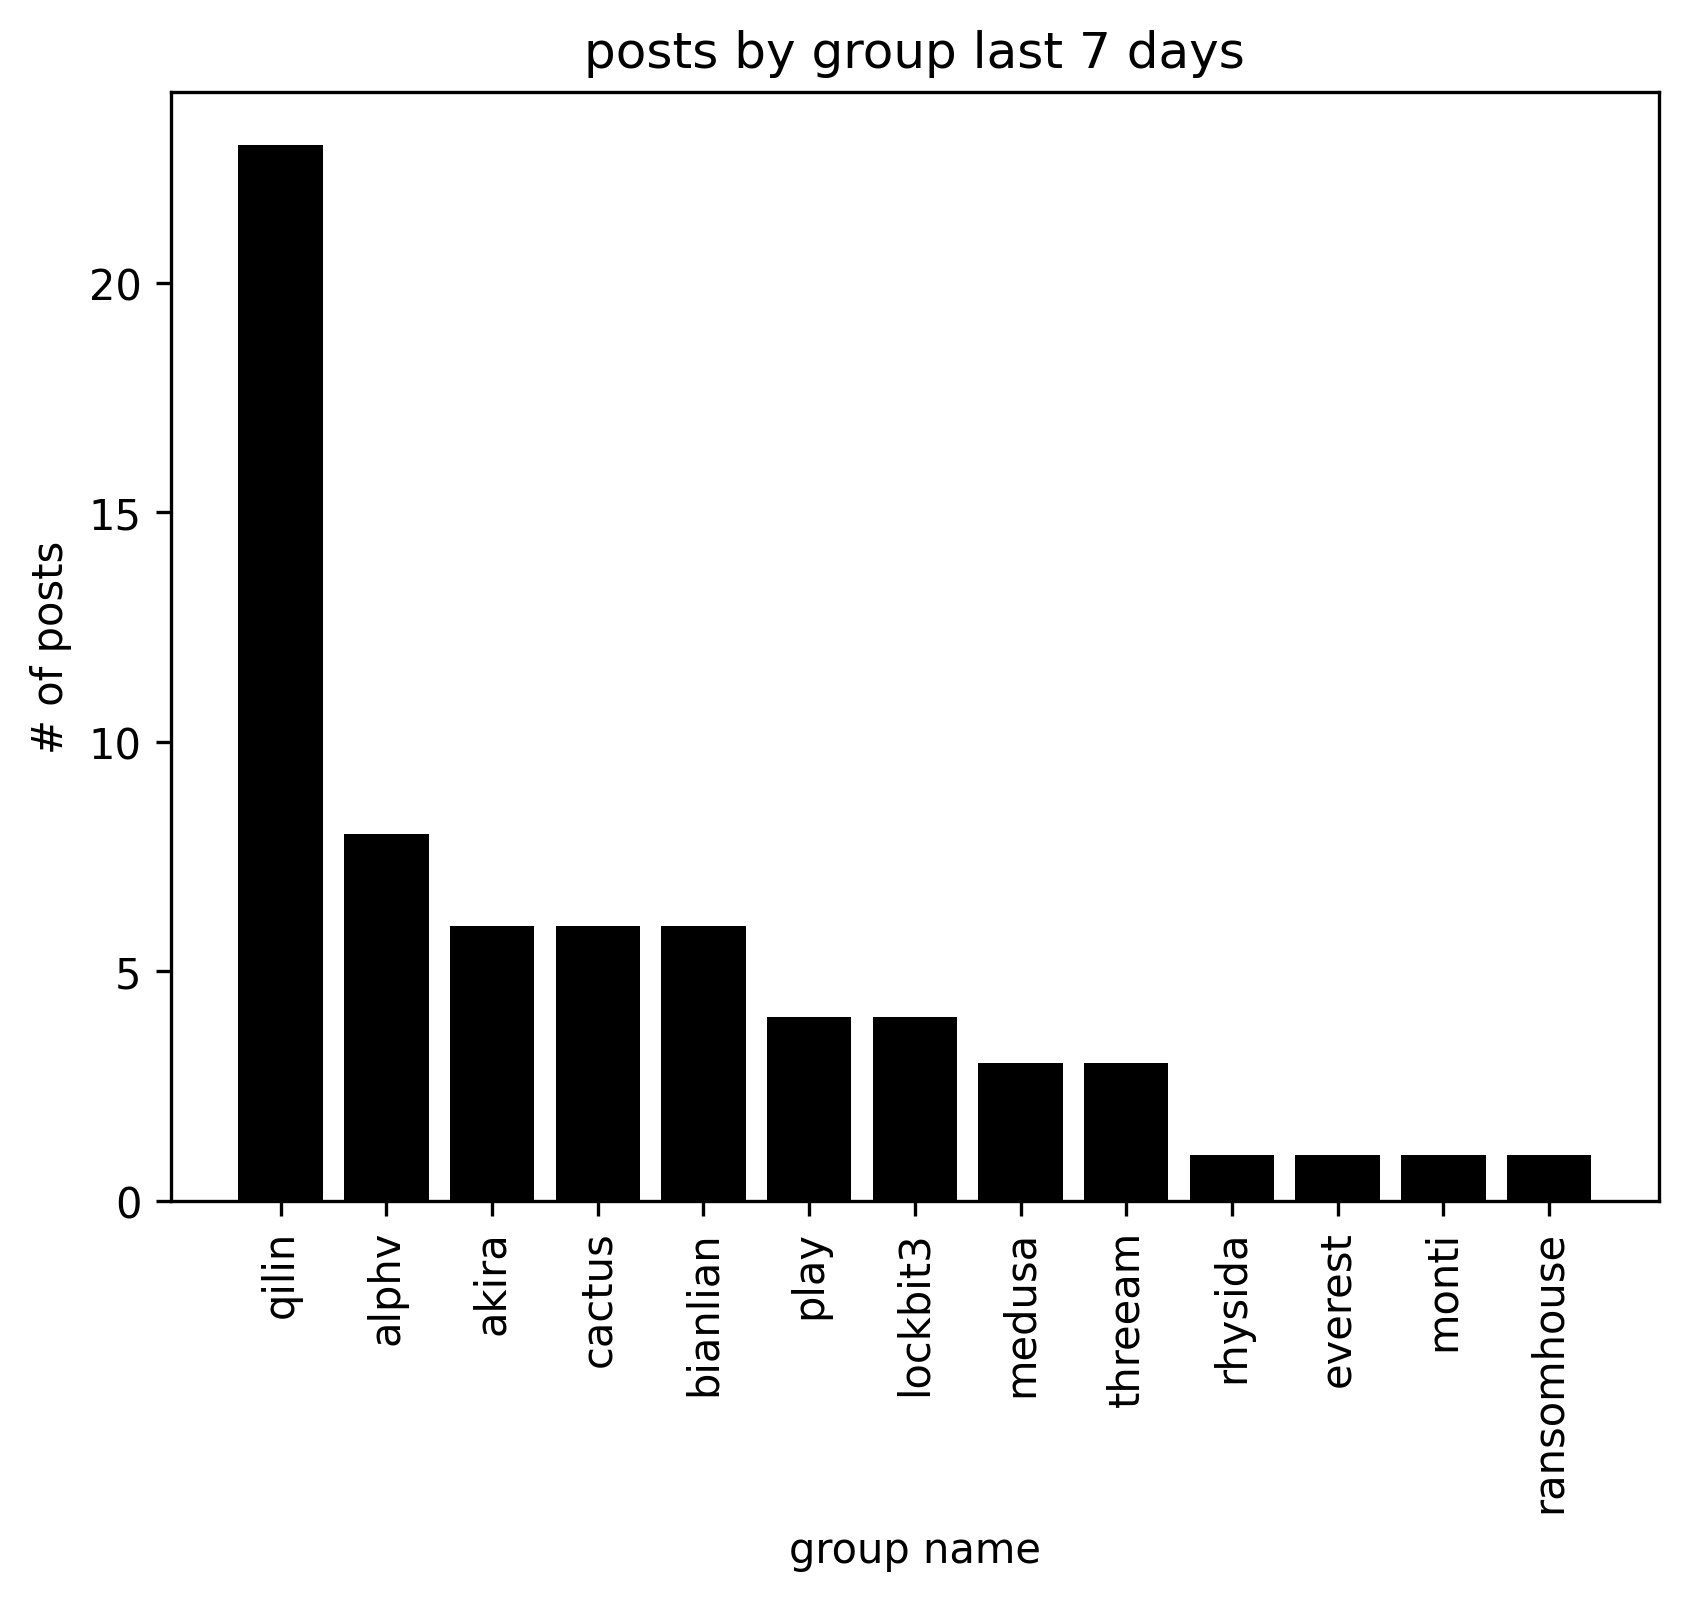 posts by group last 7 days
# of posts
20
15
10
5
0
qilin
alphv
akira
cactus
bianlian
play
lockbit3
medusa
threeam
rhysida
everest
monti
ransomhouse
group name